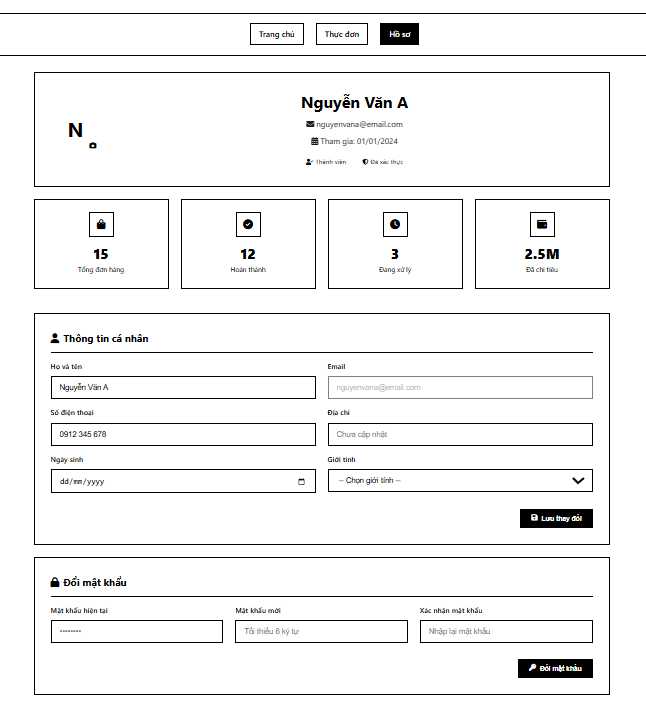 Trang chủ Thực đơn Hồ sơ
N
Nguyễn Văn A
nguyenvana@email.com
Tham gia: 01/01/2024
Thành viên Đã xác thực
15 12 3 2.5M
Tổng đơn hàng Hoàn thành Đang xử lý Đã chi tiêu
Thông tin cá nhân
Họ và tên Email
Nguyễn Văn A nguyenvana@email.com
Số điện thoại Địa chỉ
0912 345 678 Chưa cập nhật
Ngày sinh Giới tính
dd/mm/yyyy -- Chọn giới tính --
Lưu thay đổi
Đổi mật khẩu
Mật khẩu hiện tại Mật khẩu mới Xác nhận mật khẩu
•••••••• Tối thiểu 6 ký tự Nhập lại mật khẩu
Đổi mật khẩu